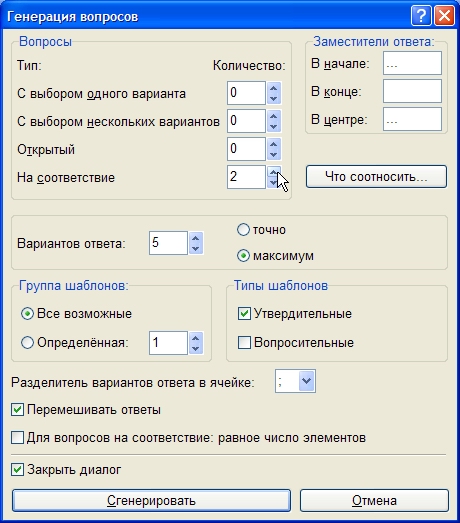 Генерация вопросов
Вопросы
Тип: Количество:
С выбором одного варианта 0
С выбором нескольких вариантов 0
Открытый 0
На соответствие 2
Заместители ответа:
В начале: ...
В конце:
В центре: ...
Что соотносить...
Вариантов ответа: 5
точно
максимум
Группа шаблонов:
Все возможные
Определённая: 1
Типы шаблонов
Утвердительные
Вопросительные
Разделитель вариантов ответа в ячейке: ;
Перемешивать ответы
Для вопросов на соответствие: равное число элементов
Закрыть диалог
Сгенерировать Отмена